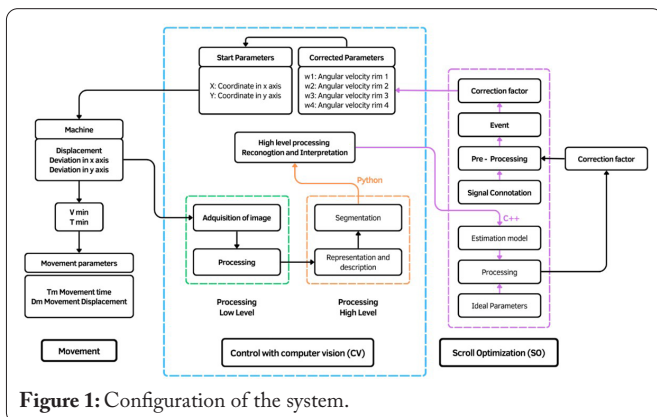 Start Parameters
X: Coordinate in x axis
Y: Coordinate in y axis
Corrected Parameters
w1: Angular velocity rim 1
w2: Angular velocity rim 2
w3: Angular velocity rim 3
w4: Angular velocity rim 4
Machine
Displacement
Deviation in x axis
Deviation in y axis
V min
T min
Movement parameters
Tm Movement time
Dm Movement Displacement
Movement
High level processing
Reconogtion and Interpretation
Python
Adquisition of image
Processing
Segmentation
Representation and
description
Processing
Low Level
Processing
High Level
Control with computer vision (CV)
Correction factor
Event
Pre - Processing
Signal Connotation
Correction factor
C++
Estimation model
Processing
Ideal Parameters
Scroll Optimization (SO)
Figure 1: Configuration of the system.